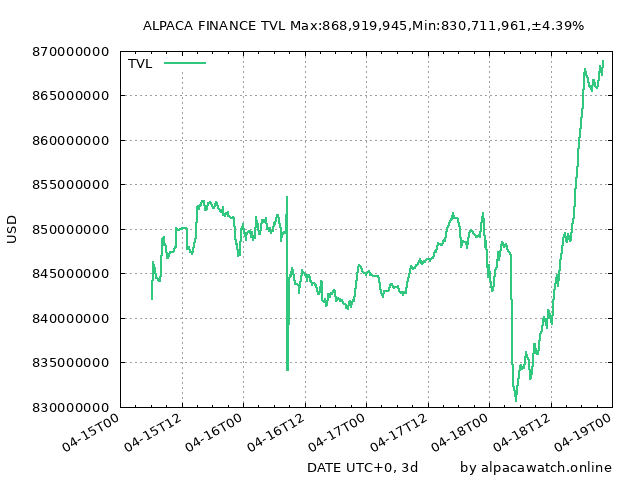 ALPACA FINANCE TVL Max:868,919,945,Min:830,711,961,±4.39%
870000000
TVL
865000000
860000000
855000000
850000000
USD
845000000
840000000
835000000
830000000
04-15T00
04-15T12
04-16T00
04-16T12
04-17T00
04-17T12
04-18T00
04-18T12
04-19T00
DATE UTC+0, 3d
by alpacawatch.online